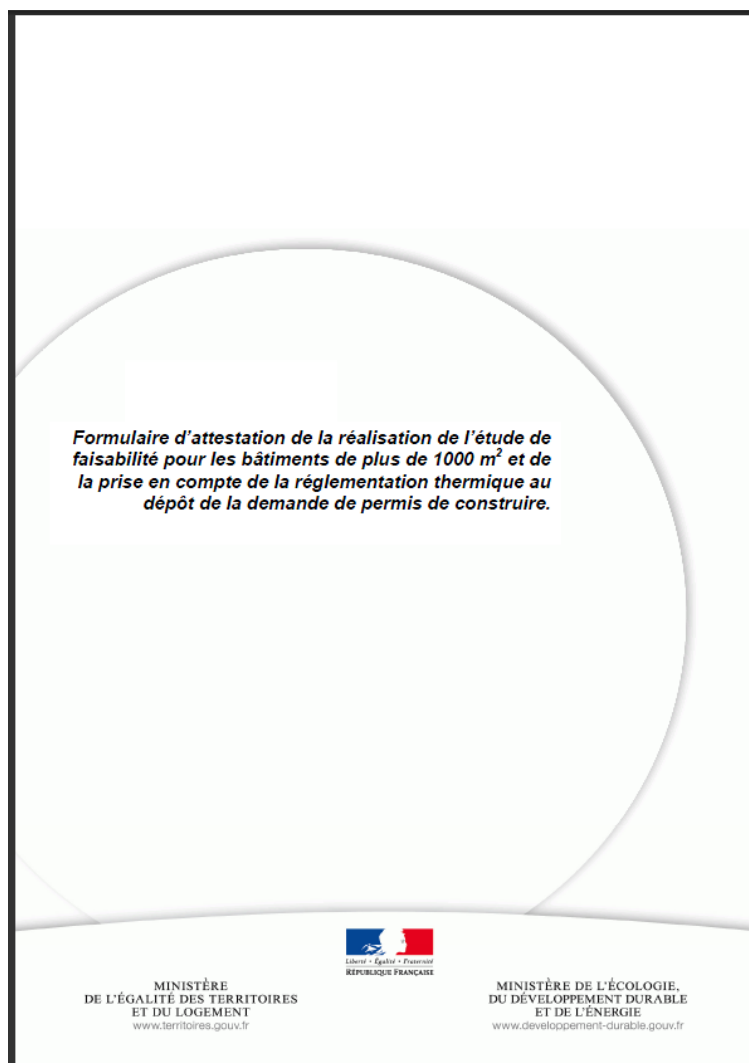 Formulaire d'attestation de la réalisation de l'étude de
faisabilité pour les bâtiments de plus de 1000 m² et de
la prise en compte de la réglementation thermique au
dépôt de la demande de permis de construire.
Liberté • Égalité • Fraternité
RÉPUBLIQUE FRANÇAISE
MINISTÈRE
DE L'ÉGALITÉ DES TERRITOIRES
ET DU LOGEMENT
www.territoires.gouv.fr
MINISTÈRE DE L'ÉCOLOGIE,
DU DÉVELOPPEMENT DURABLE
ET DE L'ÉNERGIE
www.developpement-durable.gouv.fr